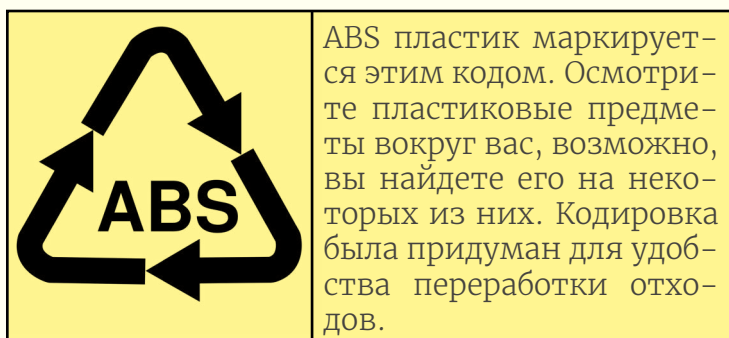 ABS
ABS пластик маркирует-
ся этим кодом. Осмотри-
те пластиковые предме-
ты вокруг вас, возможно,
вы найдете его на неко-
торых из них. Кодировка
была придуман для удоб-
ства переработки отхо-
дов.